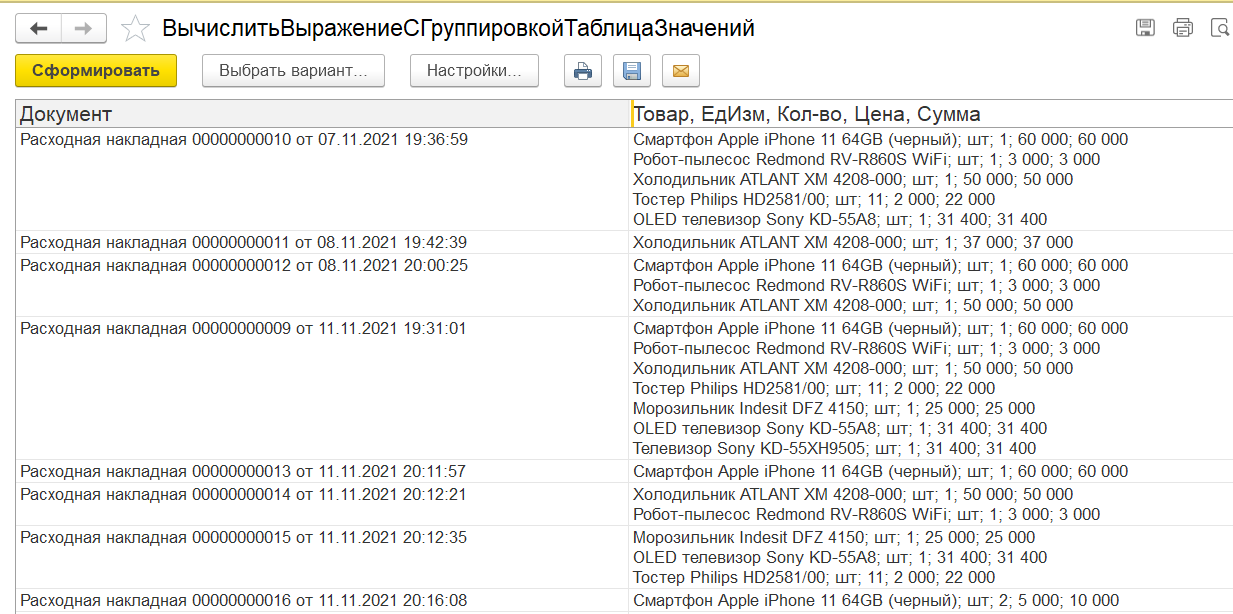 ВычислитьВыражениеСГруппировкойТаблицаЗначений
Сформировать Выбрать вариант... Настройки...
Документ Товар, ЕдИзм, Кол-во, Цена, Сумма
Расходная накладная 00000000010 от 07.11.2021 19:36:59 Смартфон Apple iPhone 11 64GB (черный); шт; 1; 60 000; 60 000
Робот-пылесос Redmond RV-R860S WiFi; шт; 1; 3 000; 3 000
Холодильник ATLANT ХМ 4208-000; шт; 1; 50 000; 50 000
Тостер Philips HD2581/00; шт; 11; 2 000; 22 000
OLED телевизор Sony KD-55A8; шт; 1; 31 400; 31 400
Расходная накладная 00000000011 от 08.11.2021 19:42:39 Холодильник ATLANT ХМ 4208-000; шт; 1; 37 000; 37 000
Расходная накладная 00000000012 от 08.11.2021 20:00:25 Смартфон Apple iPhone 11 64GB (черный); шт; 1; 60 000; 60 000
Робот-пылесос Redmond RV-R860S WiFi; шт; 1; 3 000; 3 000
Холодильник ATLANT ХМ 4208-000; шт; 1; 50 000; 50 000
Расходная накладная 00000000009 от 11.11.2021 19:31:01 Смартфон Apple iPhone 11 64GB (черный); шт; 1; 60 000; 60 000
Робот-пылесос Redmond RV-R860S WiFi; шт; 1; 3 000; 3 000
Холодильник ATLANT ХМ 4208-000; шт; 1; 50 000; 50 000
Тостер Philips HD2581/00; шт; 11; 2 000; 22 000
Морозильник Indesit DFZ 4150; шт; 1; 25 000; 25 000
OLED телевизор Sony KD-55A8; шт; 1; 31 400; 31 400
Телевизор Sony KD-55XH9505; шт; 1; 31 400; 31 400
Расходная накладная 00000000013 от 11.11.2021 20:11:57 Смартфон Apple iPhone 11 64GB (черный); шт; 1; 60 000; 60 000
Расходная накладная 00000000014 от 11.11.2021 20:12:21 Холодильник ATLANT ХМ 4208-000; шт; 1; 50 000; 50 000
Робот-пылесос Redmond RV-R860S WiFi; шт; 1; 3 000; 3 000
Расходная накладная 00000000015 от 11.11.2021 20:12:35 Морозильник Indesit DFZ 4150; шт; 1; 25 000; 25 000
OLED телевизор Sony KD-55A8; шт; 1; 31 400; 31 400
Тостер Philips HD2581/00; шт; 11; 2 000; 22 000
Расходная накладная 00000000016 от 11.11.2021 20:16:08 Смартфон Apple iPhone 11 64GB (черный); шт; 2; 5 000; 10 000